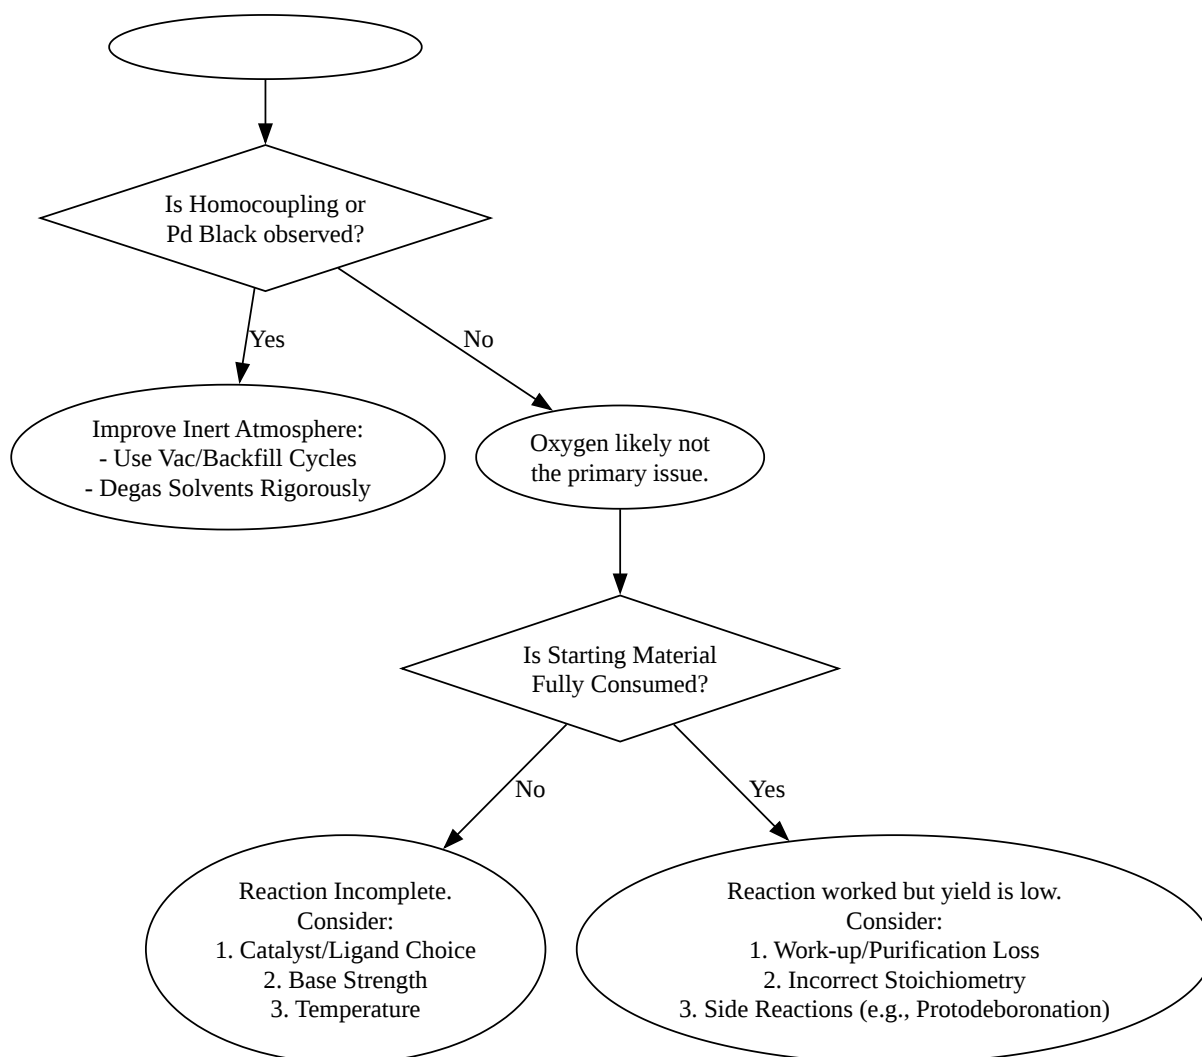 Is Homocoupling or
Pd Black observed?
Yes
No
Improve Inert Atmosphere:
- Use Vac/Backfill Cycles
- Degas Solvents Rigorously
Oxygen likely not
the primary issue.
Is Starting Material
Fully Consumed?
No
Yes
Reaction Incomplete.
Consider:
1. Catalyst/Ligand Choice
2. Base Strength
3. Temperature
Reaction worked but yield is low.
Consider:
1. Work-up/Purification Loss
2. Incorrect Stoichiometry
3. Side Reactions (e.g., Protodeboronation)